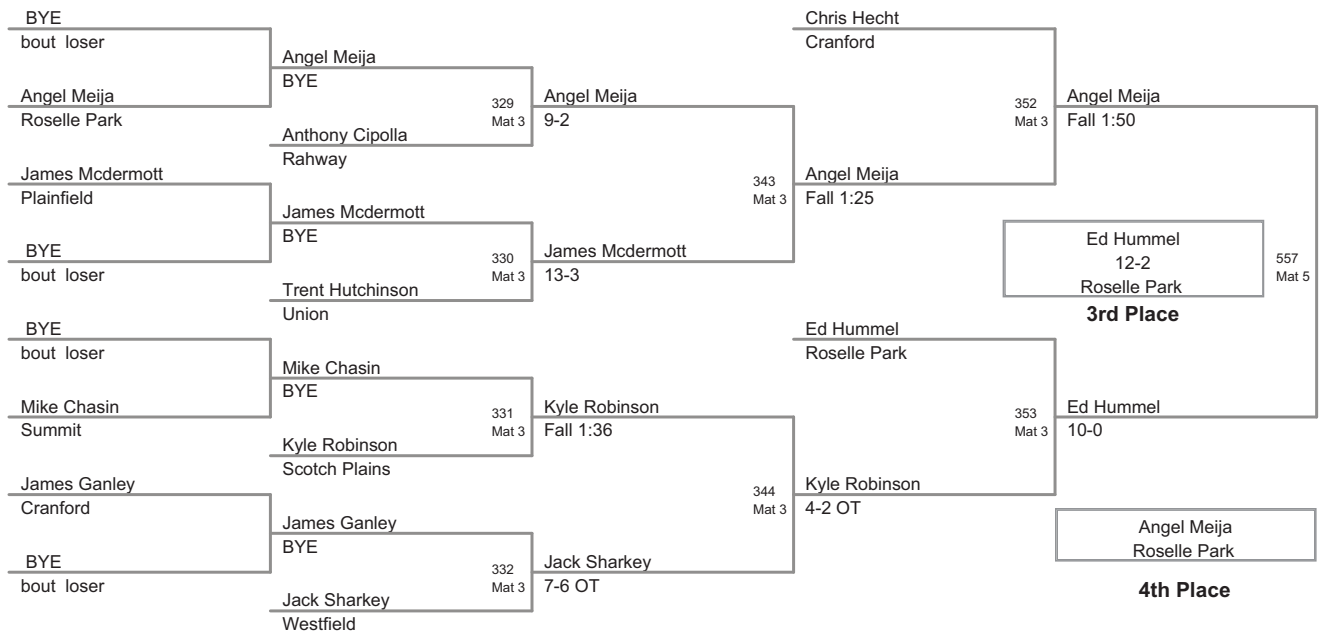 BYE
bout loser
Angel Meija
Roselle Park
James Mcdermott
Plainfield
BYE
bout loser
BYE
bout loser
Mike Chasin
Summit
James Ganley
Cranford
BYE
bout loser
Angel Meija
BYE
Anthony Cipolla
Rahway
James Mcdermott
BYE
Trent Hutchinson
Union
Mike Chasin
BYE
Kyle Robinson
Scotch Plains
James Ganley
BYE
Jack Sharkey
Westfield
329
Mat 3
330
Mat 3
331
Mat 3
332
Mat 3
Angel Meija
9-2
James Mcdermott
13-3
Kyle Robinson
Fall 1:36
Jack Sharkey
7-6 OT
343
Mat 3
344
Mat 3
Chris Hecht
Cranford
Angel Meija
Fall 1:25
Ed Hummel
Roselle Park
Kyle Robinson
4-2 OT
352
Mat 3
353
Mat 3
Angel Meija
Fall 1:50
Ed Hummel
10-0
557
Mat 5
Ed Hummel
12-2
Roselle Park
3rd Place
Angel Meija
Roselle Park
4th Place